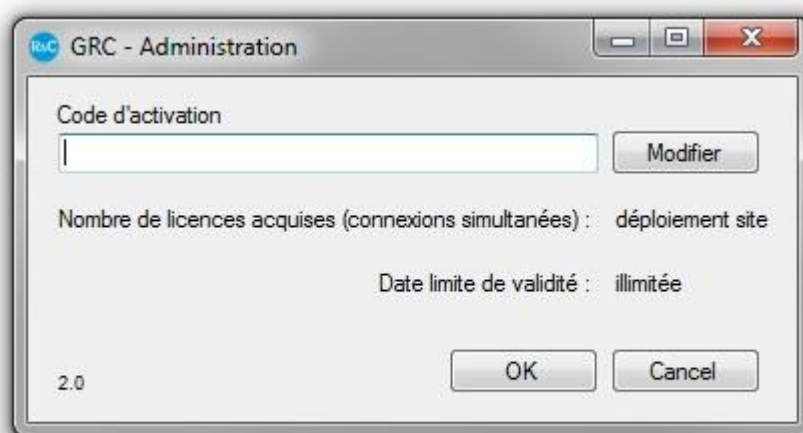 R&C GRC - Administration
Code d'activation
Modifier
Nombre de licences acquises (connexions simultanées) : déploiement site
Date limite de validité : illimitée
2.0
OK
Cancel